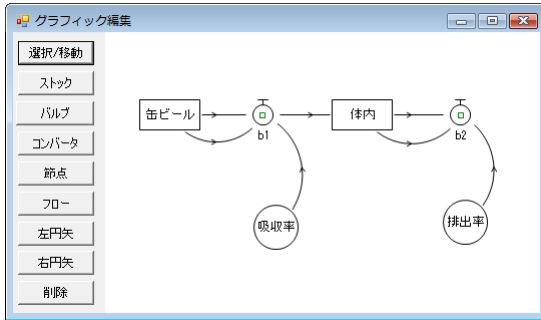 グラフィック編集
選択/移動
ストック
バルブ
コンバータ
節点
フロー
左円矢
右円矢
削除
缶ビール
b1
体内
b2
吸収率
排出率